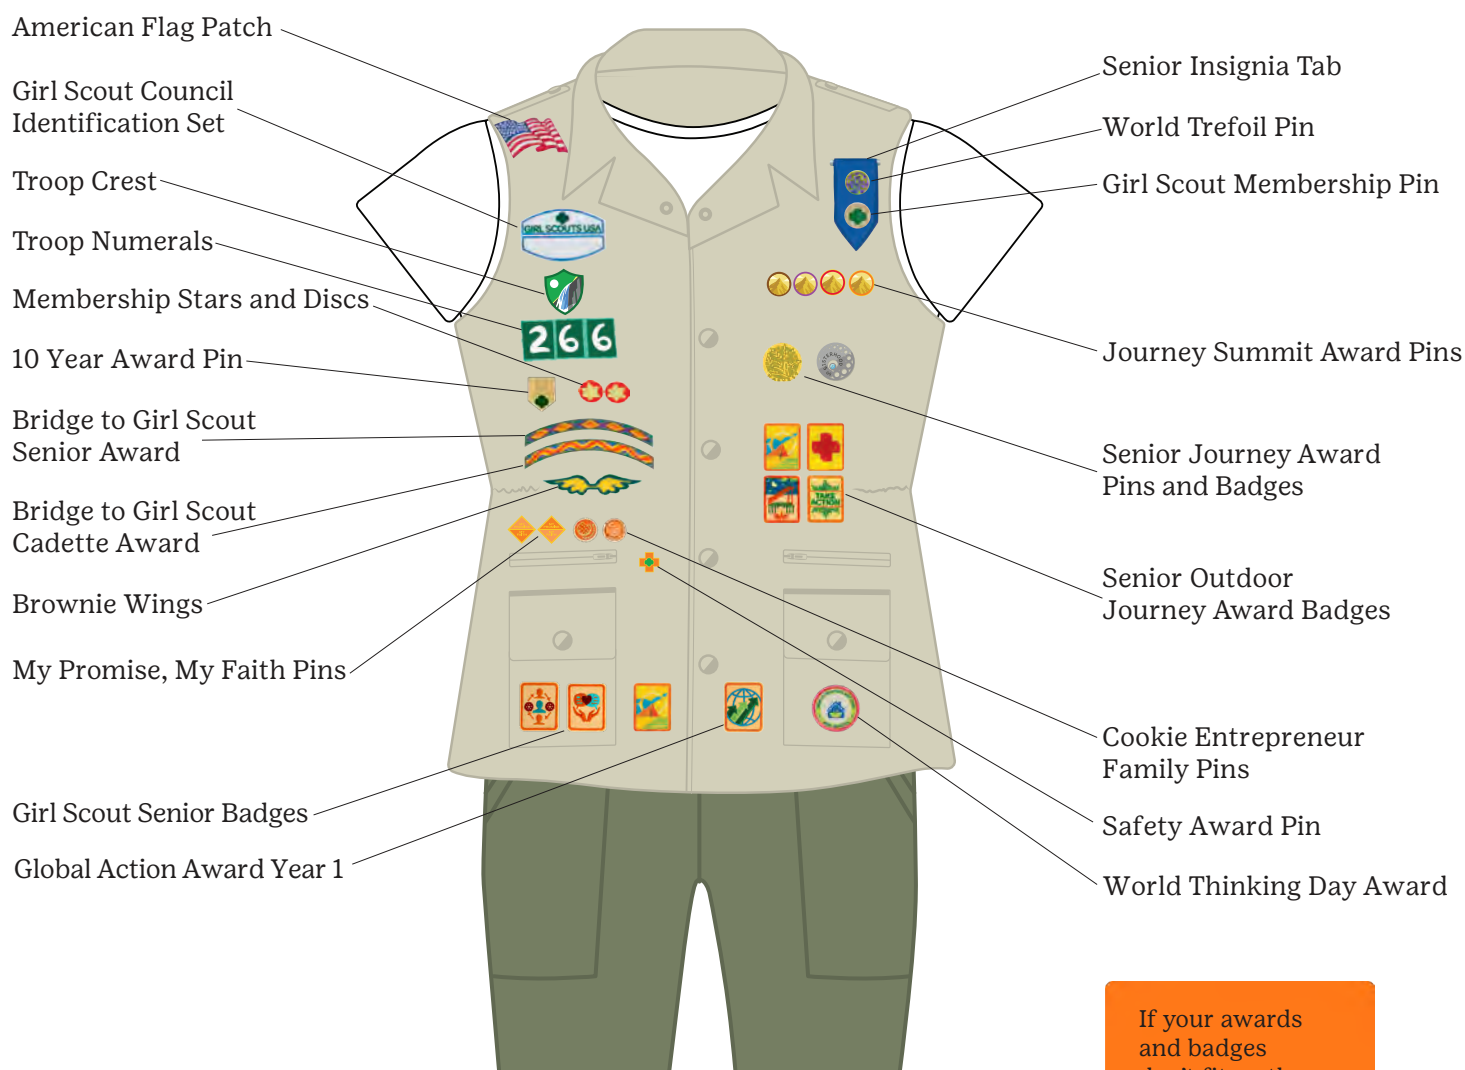 American Flag Patch
Girl Scout Council
Identification Set
Troop Crest
Troop Numerals
Membership Stars and Discs
10 Year Award Pin
Bridge to Girl Scout
Senior Award
Bridge to Girl Scout
Cadette Award
Brownie Wings
My Promise, My Faith Pins
Girl Scout Senior Badges
Global Action Award Year 1
GIRL SCOUTS USA
266
TAKE
ACTION
Senior Insignia Tab
World Trefoil Pin
Girl Scout Membership Pin
Journey Summit Award Pins
Senior Journey Award
Pins and Badges
Senior Outdoor
Journey Award Badges
Cookie Entrepreneur
Family Pins
Safety Award Pin
World Thinking Day Award
If your awards
and badges